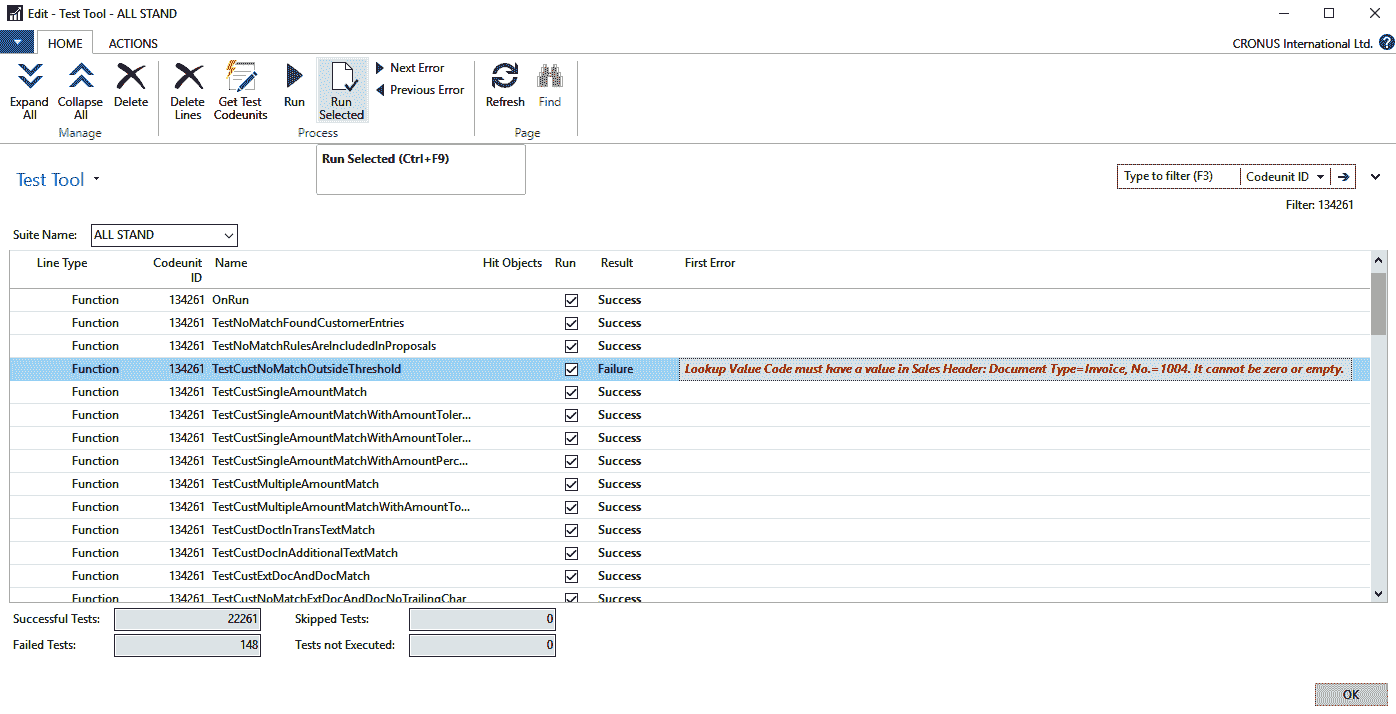 Edit - Test Tool - ALL STAND
HOME ACTIONS CRONUS International Ltd.
Expand All Collapse All Delete Delete Lines Get Test Codeunits Run Run Selected Next Error Previous Error Refresh Find
Manage Process Page
Run Selected (Ctrl+F9)
Test Tool Type to filter (F3) Codeunit ID
Filter: 134261
Suite Name: ALL STAND
Line Type Codeunit ID Name Hit Objects Run Result First Error
Function 134261 OnRun Success
Function 134261 TestNoMatchFoundCustomerEntries Success
Function 134261 TestNoMatchRulesAreIncludedInProposals Success
Function 134261 TestCustNoMatchOutsideThreshold Failure Lookup Value Code must have a value in Sales Header: Document Type=Invoice, No.=1004. It cannot be zero or empty.
Function 134261 TestCustSingleAmountMatch Success
Function 134261 TestCustSingleAmountMatchWithAmountToler... Success
Function 134261 TestCustSingleAmountMatchWithAmountToler... Success
Function 134261 TestCustSingleAmountMatchWithAmountPerc... Success
Function 134261 TestCustMultipleAmountMatch Success
Function 134261 TestCustMultipleAmountMatchWithAmountTo... Success
Function 134261 TestCustDoctInTransTextMatch Success
Function 134261 TestCustDocInAdditionalTextMatch Success
Function 134261 TestCustExtDocAndDocMatch Success
Function 134261 TestCustNoMatchExtDocAndDocNoTrailingChar Success
Successful Tests: 22261 Skipped Tests: 0
Failed Tests: 148 Tests not Executed: 0
OK